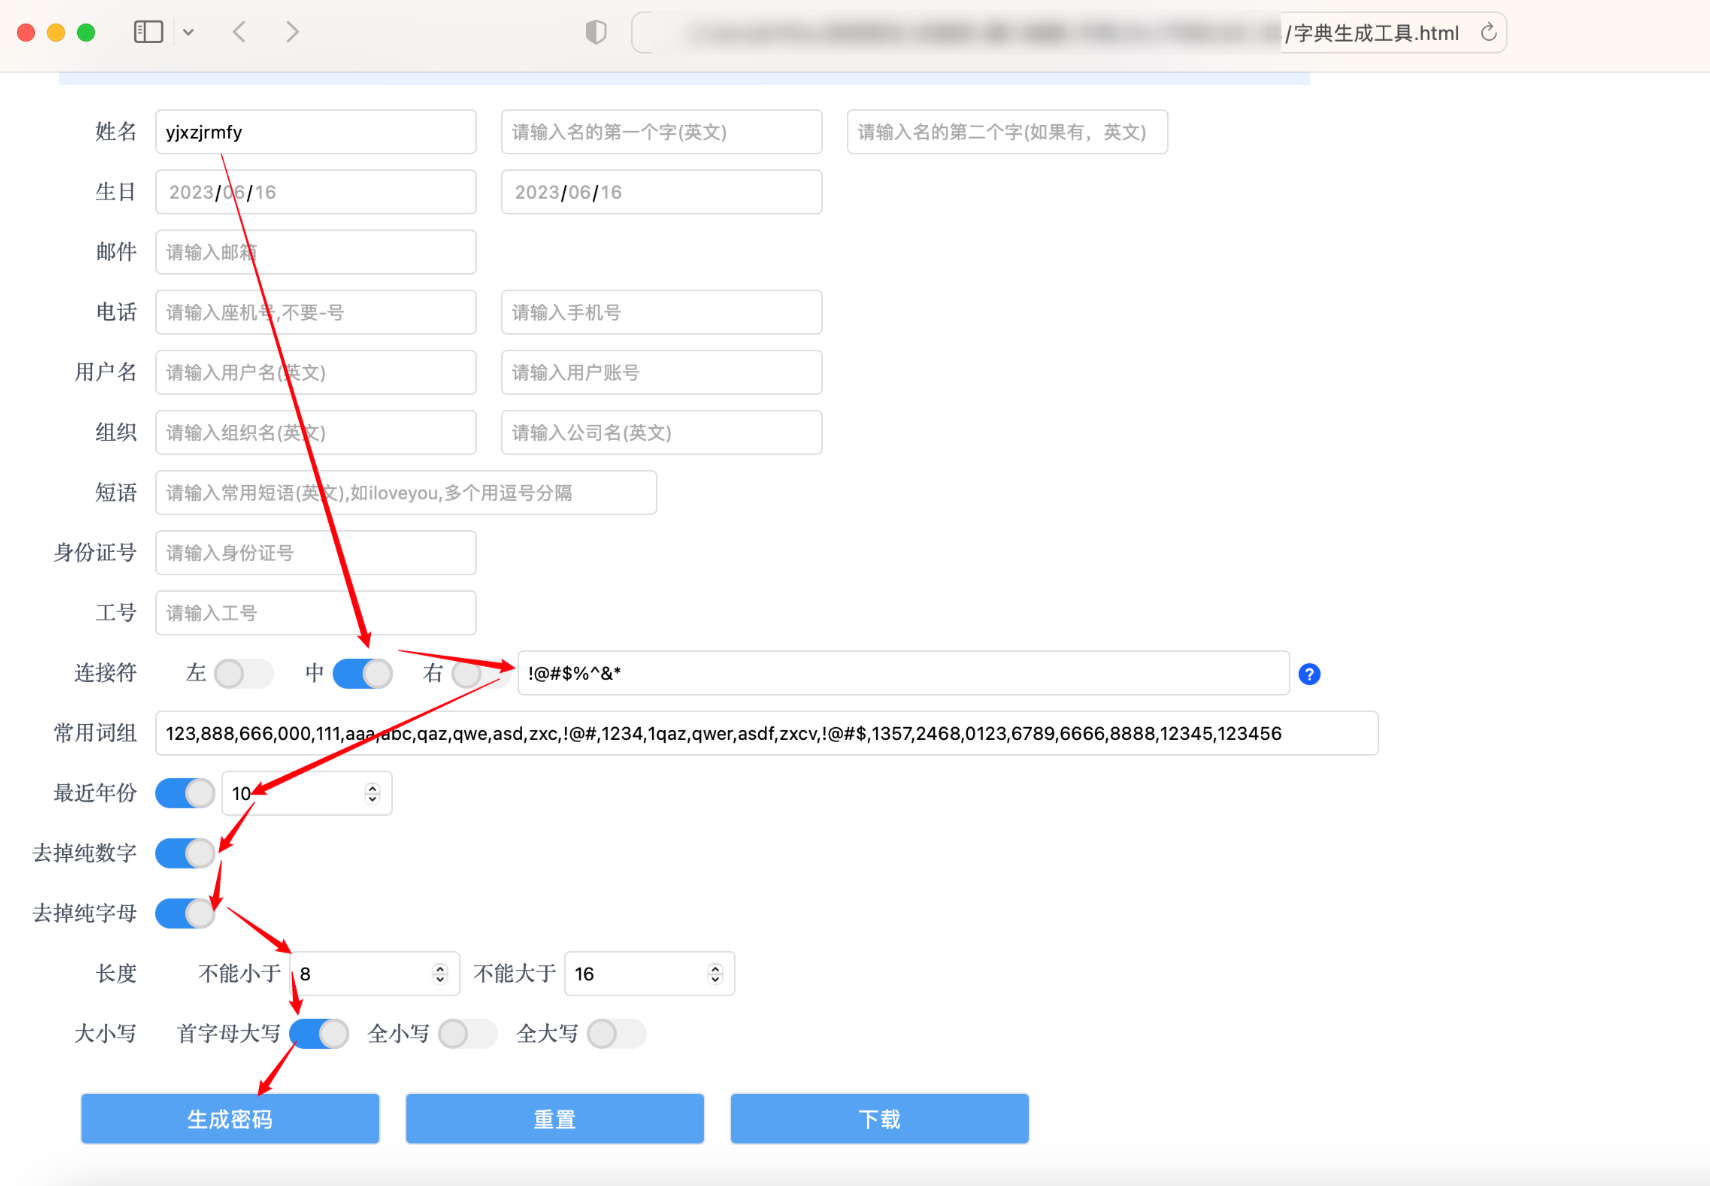 /字典生成工具.html
姓名 yjxzjrmfy 请输入名的第一个字(英文) 请输入名的第二个字(如果有，英文)
生日 2023/06/16 2023/06/16
邮件 请输入邮箱
电话 请输入座机号,不要-号 请输入手机号
用户名 请输入用户名(英文) 请输入用户账号
组织 请输入组织名(英文) 请输入公司名(英文)
短语 请输入常用短语(英文),如iloveyou,多个用逗号分隔
身份证号 请输入身份证号
工号 请输入工号
连接符 左 中 右 !@#$%^&* ?
常用词组 123,888,666,000,111,aaa,abc,qaz,qwe,asd,zxc,!@#,1234,1qaz,qwer,asdf,zxcv,!@#$,1357,2468,0123,6789,6666,8888,12345,123456
最近年份 10
去掉纯数字
去掉纯字母
长度 不能小于 8 不能大于 16
大小写 首字母大写 全小写 全大写
生成密码 重置 下载